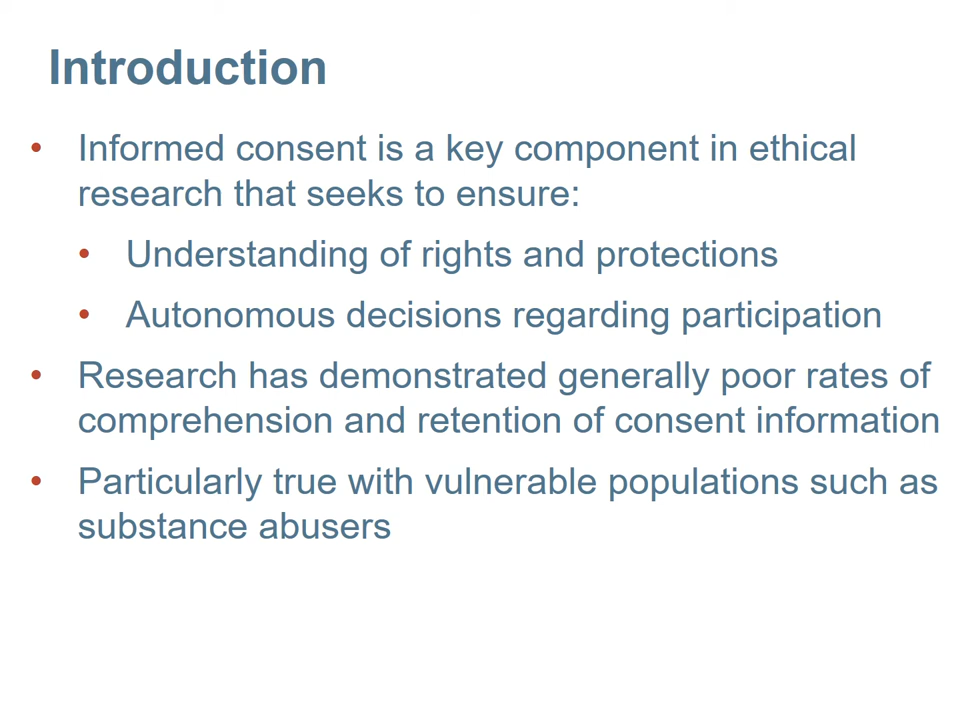 Introduction
• Informed consent is a key component in ethical
research that seeks to ensure:
• Understanding of rights and protections
• Autonomous decisions regarding participation
• Research has demonstrated generally poor rates of
comprehension and retention of consent information
• Particularly true with vulnerable populations such as
substance abusers